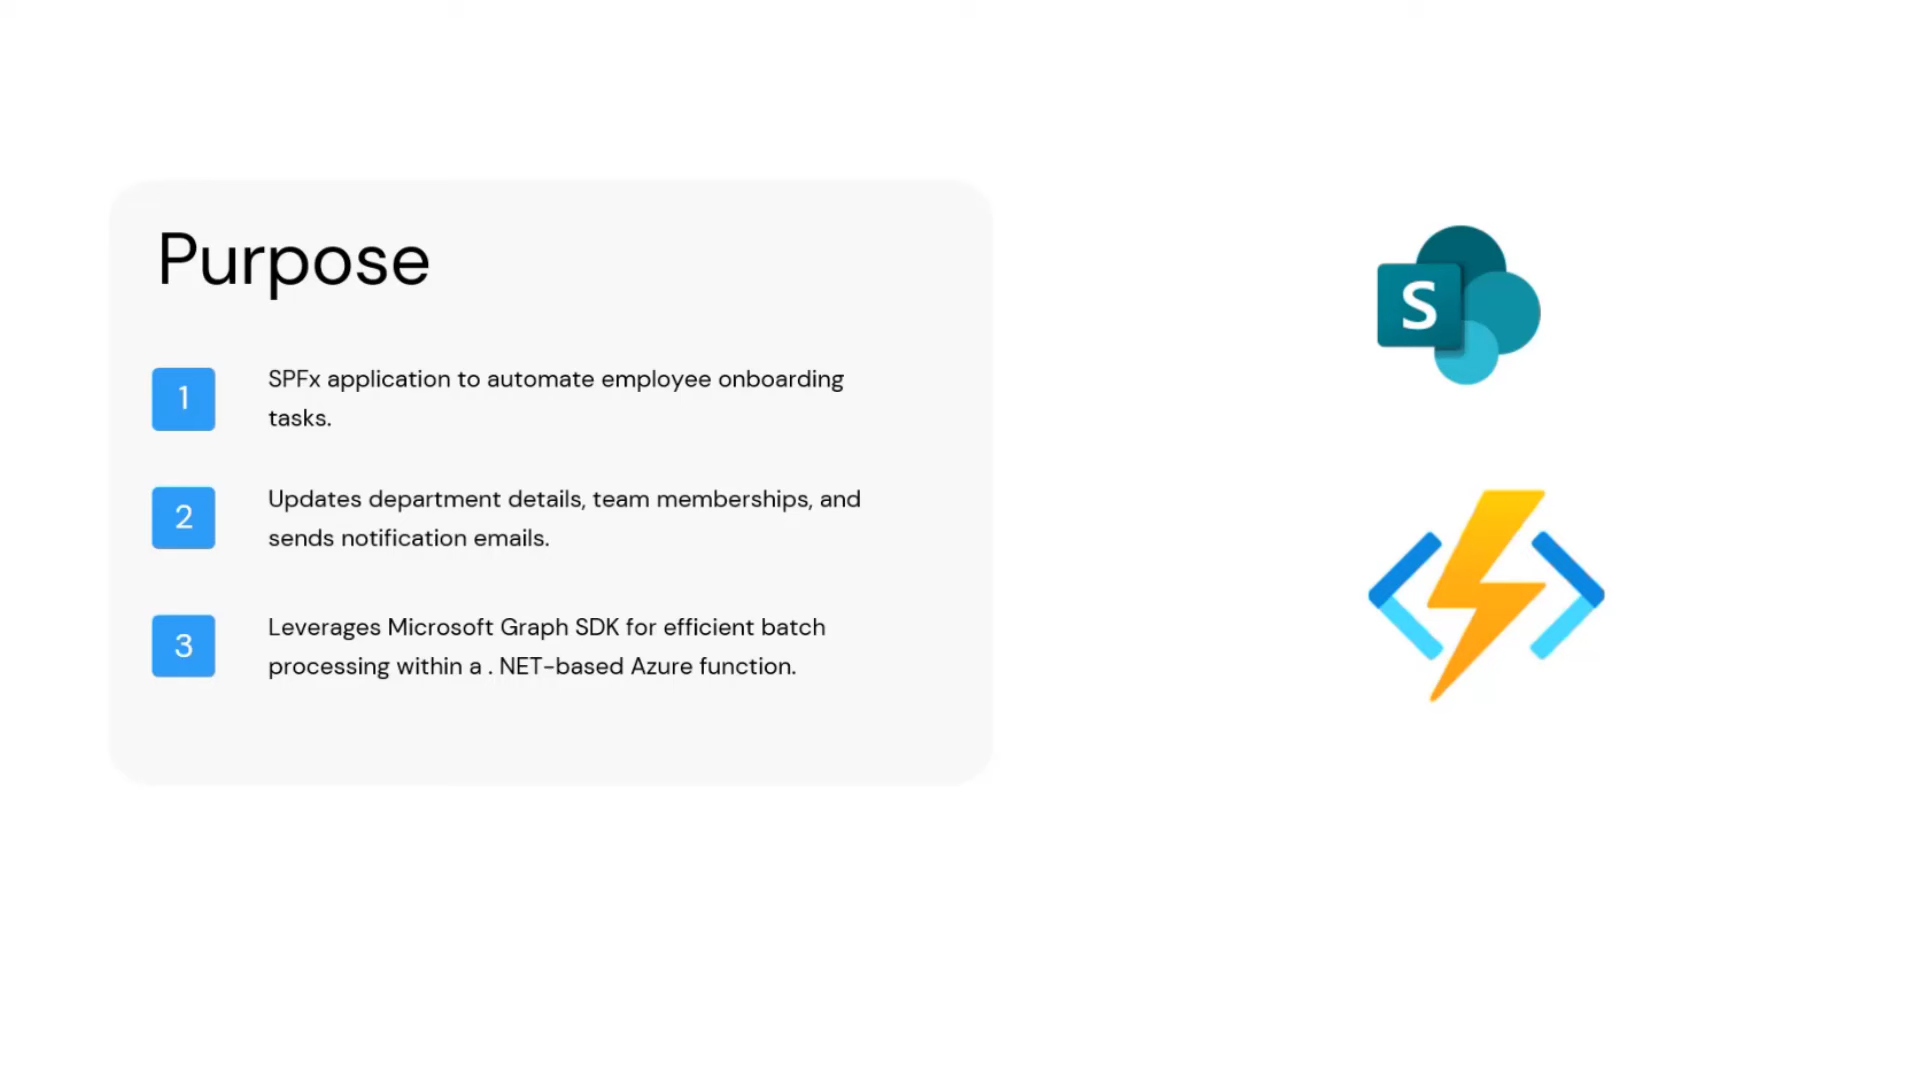 Purpose
1
SPFx application to automate employee onboarding
tasks.
2
Updates department details, team memberships, and
sends notification emails.
3
Leverages Microsoft Graph SDK for efficient batch
processing within a . NET-based Azure function.
S